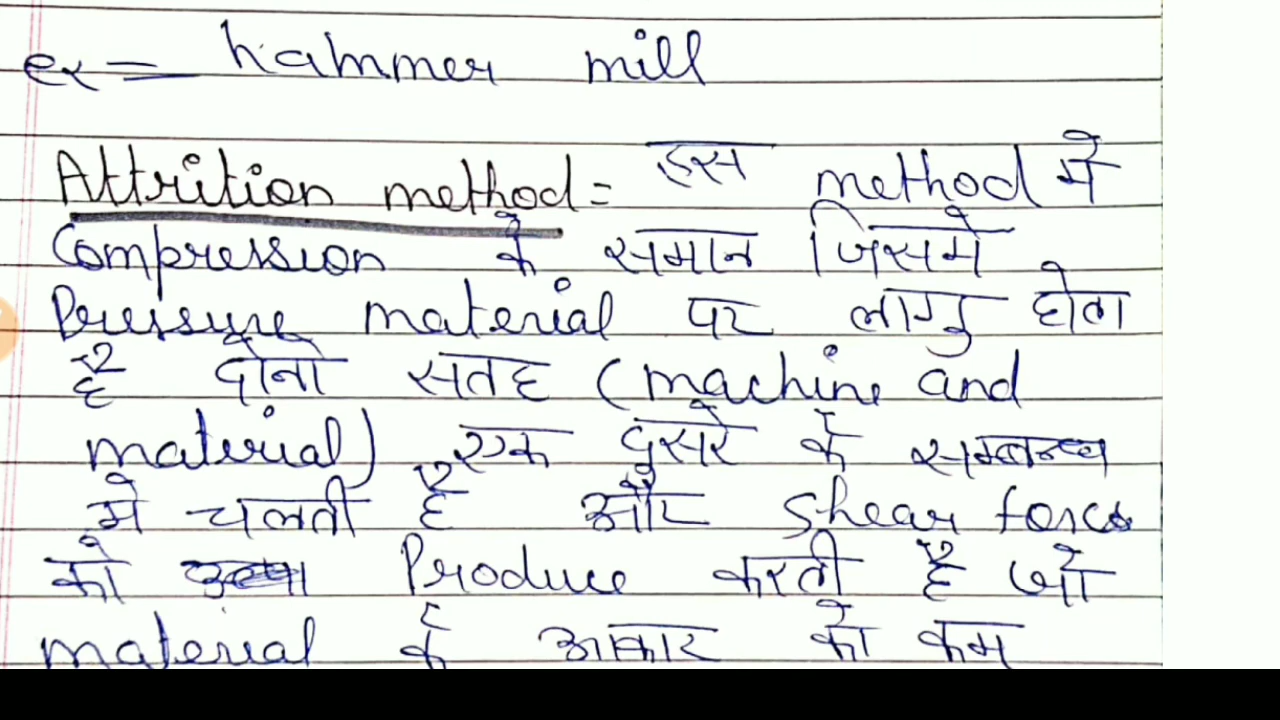 ex = hammer mill
Attrition method = इस method में
Compression के समान जिसमे
Pressure material पर लागु होता
है दोनो सतह (machine and
material) एक दुसरे के सम्बन्ध
मे चलती है और shear force
को Produce करती है जो
material के आकार को कम